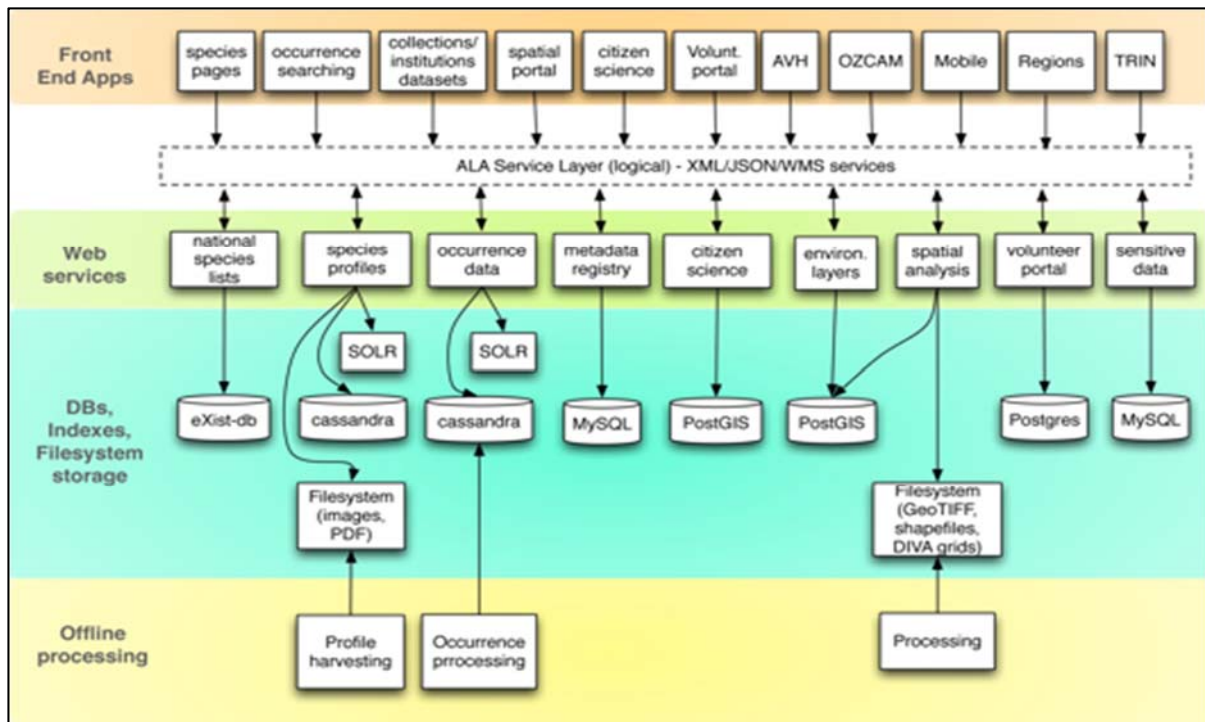 Front
End Apps
species
pages
occurrence
searching
collections/
institutions
datasets
spatial
portal
citizen
science
Volunt.
portal
AVH
OZCAM
Mobile
Regions
TRIN
ALA Service Layer (logical) - XML/JSON/WMS services
Web
services
national
species
lists
species
profiles
occurrence
data
metadata
registry
citizen
science
environ.
layers
spatial
analysis
volunteer
portal
sensitive
data
DBs,
Indexes,
Filesystem
storage
SOLR
SOLR
eXist-db
cassandra
cassandra
MySQL
PostGIS
PostGIS
Postgres
MySQL
Filesystem
(images,
PDF)
Filesystem
(GeoTIFF,
shapefiles,
DIVA grids)
Offline
processing
Profile
harvesting
Occurrence
prrocessing
Processing